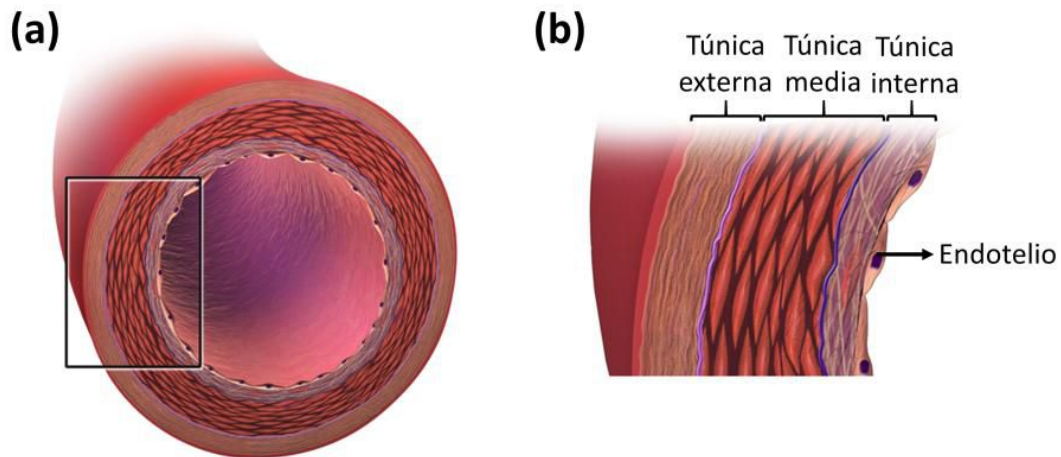 (a)
(b)
Túnica externa
Túnica media
Túnica interna
Endotelio